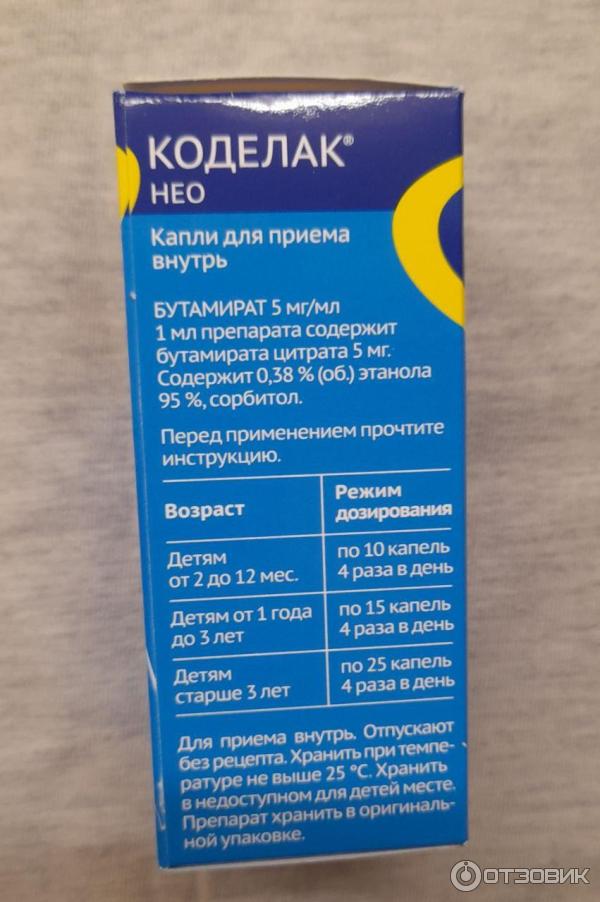 КОДЕЛАК®
НЕО
Капли для приема
внутрь
БУТАМИРАТ 5 мг/мл
1 мл препарата содержит
бутамирата цитрата 5 мг.
Содержит 0,38 % (об.) этанола
95 %, сорбитол.
Перед применением прочтите
инструкцию.
Возраст
Режим
дозирования
Детям
от 2 до 12 мес.
по 10 капель
4 раза в день
Детям от 1 года
до 3 лет
по 15 капель
4 раза в день
Детям
старше 3 лет
по 25 капель
4 раза в день
Для приема внутрь. Отпускают
без рецепта. Хранить при темпе-
ратуре не выше 25 °C. Хранить
в недоступном для детей месте.
Препарат хранить в оригиналь-
ной упаковке.
ОТЗОВИК